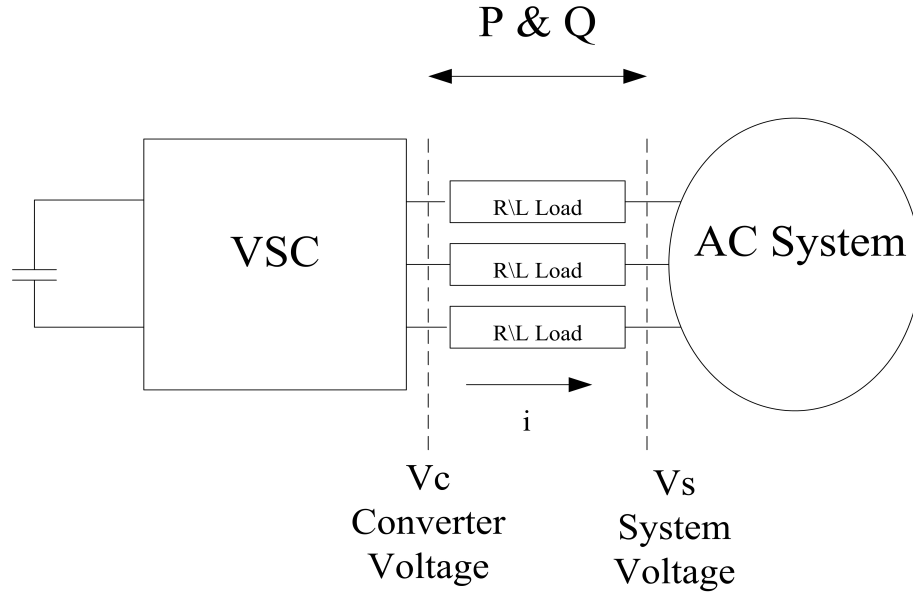 P & Q
VSC
R\L Load
R\L Load
R\L Load
AC System
i
Vc
Converter
Voltage
Vs
System
Voltage